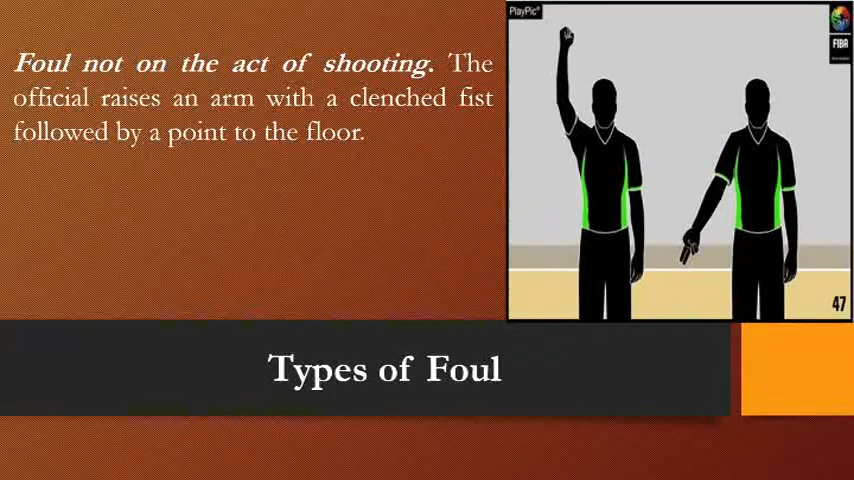 Foul not on the act of shooting. The
official raises an arm with a clenched fist
followed by a point to the floor.
PlayPic®
FIBA
47
Types of Foul